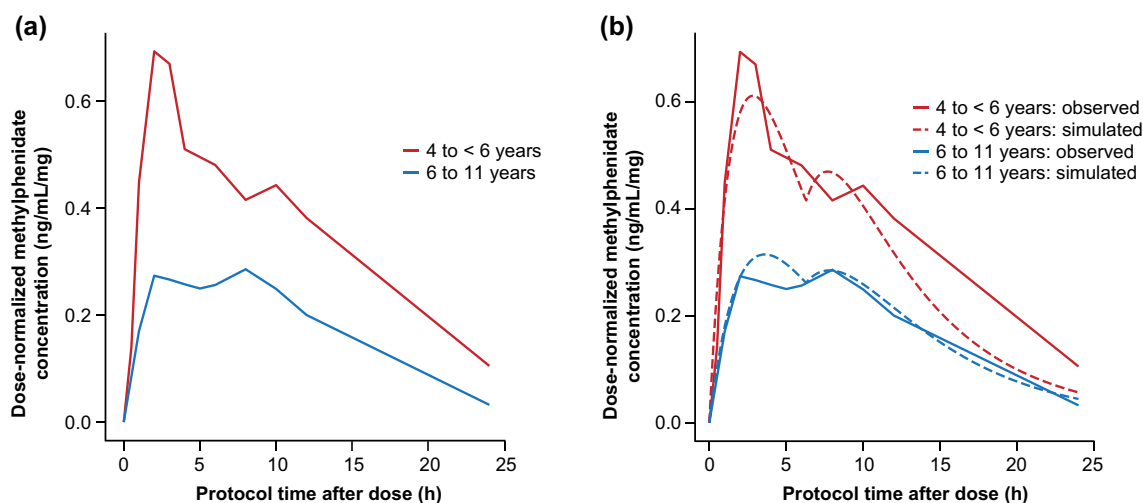 (a)
Dose-normalized methylphenidate
concentration (ng/mL/mg)
0.6
0.4
0.2
0.0
0
5
10
15
20
25
Protocol time after dose (h)
4 to < 6 years
6 to 11 years
(b)
Dose-normalized methylphenidate
concentration (ng/mL/mg)
0.6
0.4
0.2
0.0
0
5
10
15
20
25
Protocol time after dose (h)
4 to < 6 years: observed
4 to < 6 years: simulated
6 to 11 years: observed
6 to 11 years: simulated